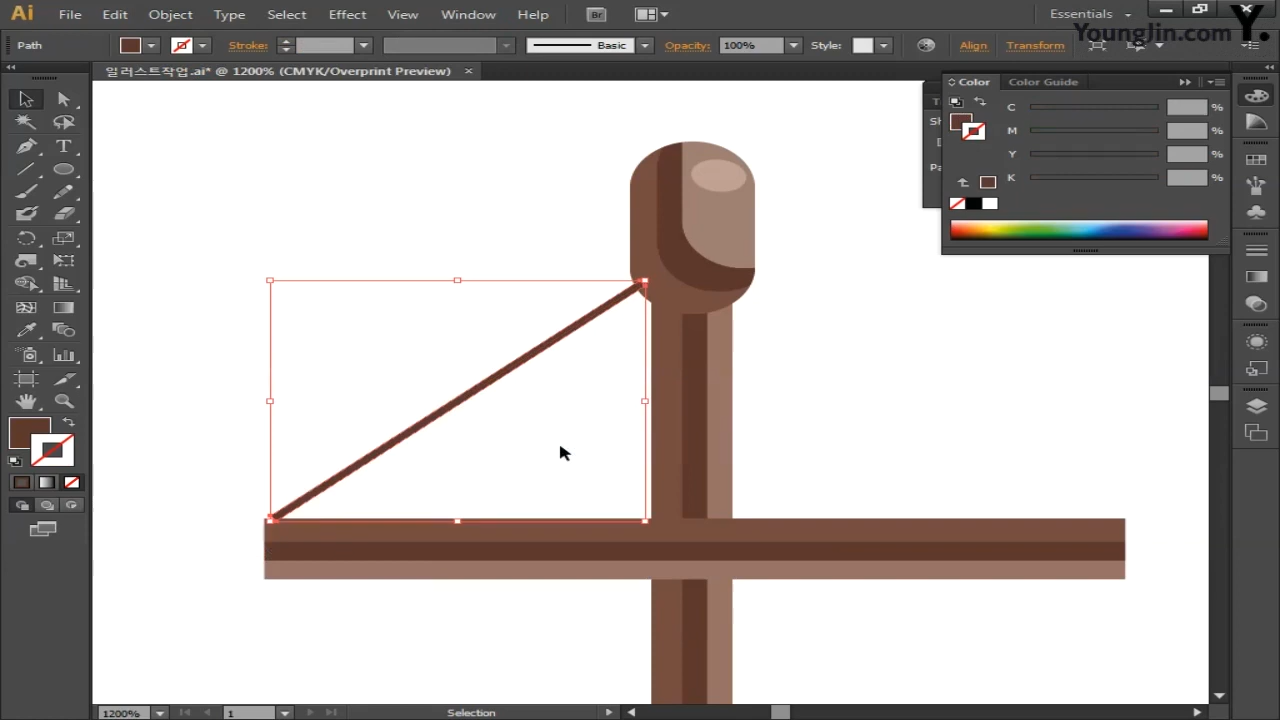 Ai File Edit Object Type Select Effect View Window Help Br Essentials
YoungJin.com Y.
Path Stroke: Basic Opacity: 100% Style: Align Transform
일러스트작업.ai* @ 1200% (CMYK/Overprint Preview) ×
Color Color Guide
C %
M %
Y %
K %
T
1200% 1 Selection